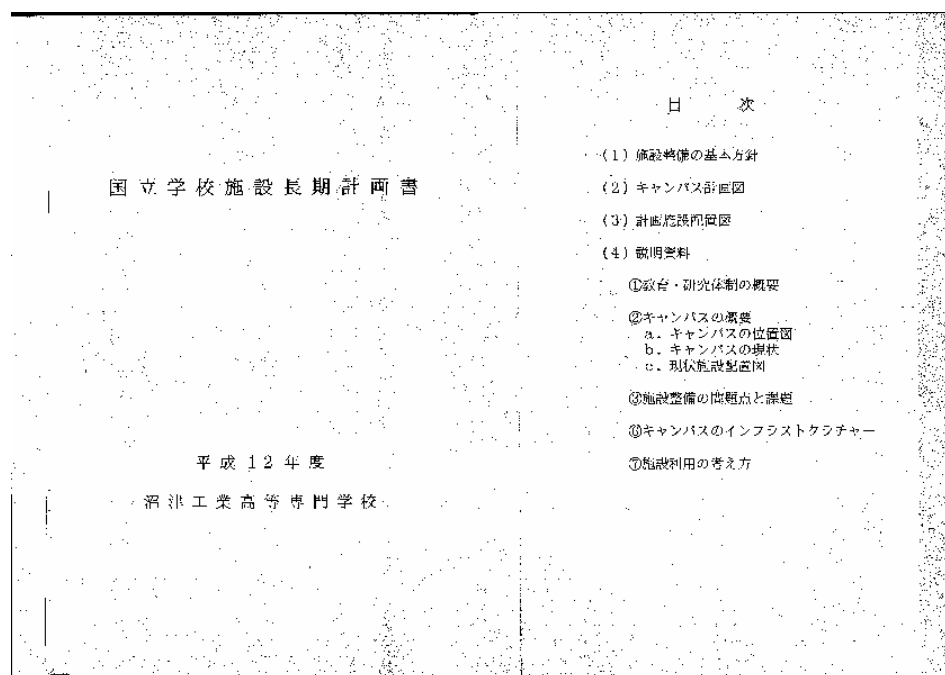 国立学校施設長期計画書
平成12年度
沼津工業高等専門学校
目　次
(1) 施設整備の基本方針
(2) キャンパス計画図
(3) 計画施設配置図
(4) 説明資料
①教育・研究体制の概要
②キャンパスの概要
a．キャンパスの位置図
b．キャンパスの現状
c．現状施設配置図
③施設整備の問題点と課題
⑥キャンパスのインフラストクラチャー
⑦施設利用の考え方